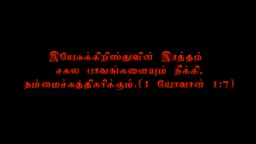 இயேசுக்கிறிஸ்துவின் இரத்தம்
சகல பாவங்களையும் நீக்கி,
நம்மைச்சுத்திகரிக்கும்.(1 யோவான் 1:7)